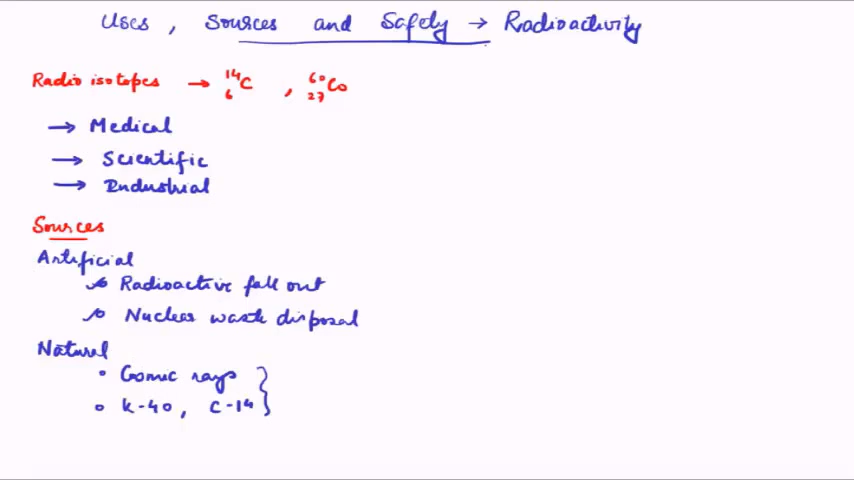 Uses , Sources and Safety → Radioactivity
Radio isotopes → ¹⁴₆C , ⁶⁰₂₇Co
→ Medical
→ Scientific
→ Industrial
Sources
Artificial
Radioactive fall out
Nuclear waste disposal
Natural
• Cosmic rays
• K-40, C-14